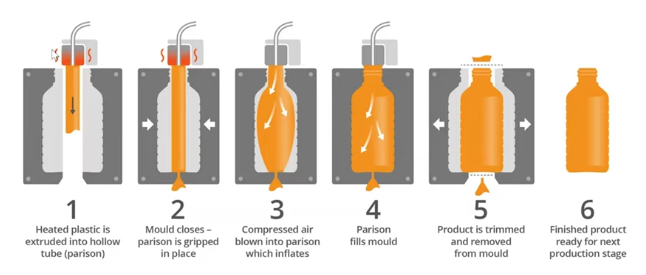 1
Heated plastic is
extruded into hollow
tube (parison)
2
Mould closes –
parison is gripped
in place
3
Compressed air
blown into parison
which inflates
4
Parison
fills mould
5
Product is trimmed
and removed
from mould
6
Finished product
ready for next
production stage